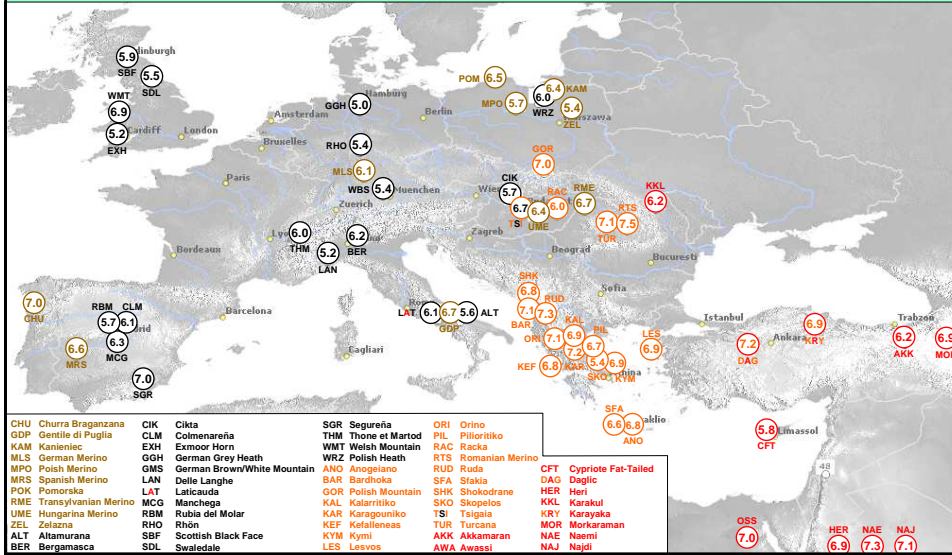 5.9
Edinburgh
SBF
5.5
SDL
WMT
6.9
5.2
Cardiff
EXH
London
POM
6.5
6.4
KAM
6.0
WRZ
MPO
5.7
5.4
ZEL
Warszawa
GGH
5.0
Hamburg
Amsterdam
Berlin
Bruxelles
RHO
5.4
MLS
6.1
WBS
5.4
Muenchen
Paris
Zuerich
GOR
7.0
CIK
5.7
Wien
RAC
6.0
RME
6.7
6.7
TSI
6.4
UME
KKL
6.2
RTS
7.1
7.5
TUR
Zagreb
Beograd
Bucuresti
Sofia
Lyon
6.0
THM
5.2
LAN
6.2
BER
Bordeaux
7.0
CHU
RBM
CLM
5.7
6.1
Madrid
6.3
MCG
6.6
MRS
7.0
SGR
Barcelona
Cagliari
Roma
LAT
6.1
6.7
5.6
ALT
GDP
SHK
6.8
RUD
7.1
7.3
BAR
KAL
ORI
7.1
6.9
PIL
7.2
6.7
KEF
6.8
KAR
5.4
6.9
SKO
KYM
LES
6.9
SFA
6.6
6.8
ANO
Istanbul
7.2
Ankara
DAG
6.9
KRY
Trabzon
6.2
AKK
6.9
MOR
5.8
Limassol
CFT
48
OSS
7.0
HER
6.9
NAE
7.3
NAJ
7.1
CHU Churra Braganzana
GDP Gentile di Puglia
KAM Kanieniec
MLS German Merino
MPO Poish Merino
MRS Spanish Merino
POK Pomorska
RME Transylvanian Merino
UME Hungarina Merino
ZEL Zelazna
ALT Altamurana
BER Bergamasca
CIK Cikta
CLM Colmenareña
EXH Exmoor Horn
GGH German Grey Heath
GMS German Brown/White Mountain
LAN Delle Langhe
LAT Laticauda
MCG Manchega
RBM Rubia del Molar
RHO Rhön
SBF Scottish Black Face
SDL Swaledale
SGR Segureña
THM Thone et Martod
WMT Welsh Mountain
WRZ Polish Heath
ANO Anogeiano
BAR Bardhoka
GOR Polish Mountain
KAL Kalarritiko
KAR Karagouniko
KEF Kefalleneas
KYM Kymi
LES Lesvos
ORI Orino
PIL Pilioritiko
RAC Racka
RTS Romanian Merino
RUD Ruda
SFA Sfakia
SHK Shokodrane
SKO Skopelos
TSI Tsigaia
TUR Turcana
AKK Akkamaran
AWA Awassi
CFT Cypriote Fat-Tailed
DAG Daglic
HER Heri
KKL Karakul
KRY Karayaka
MOR Morkaraman
NAE Naemi
NAJ Najdi